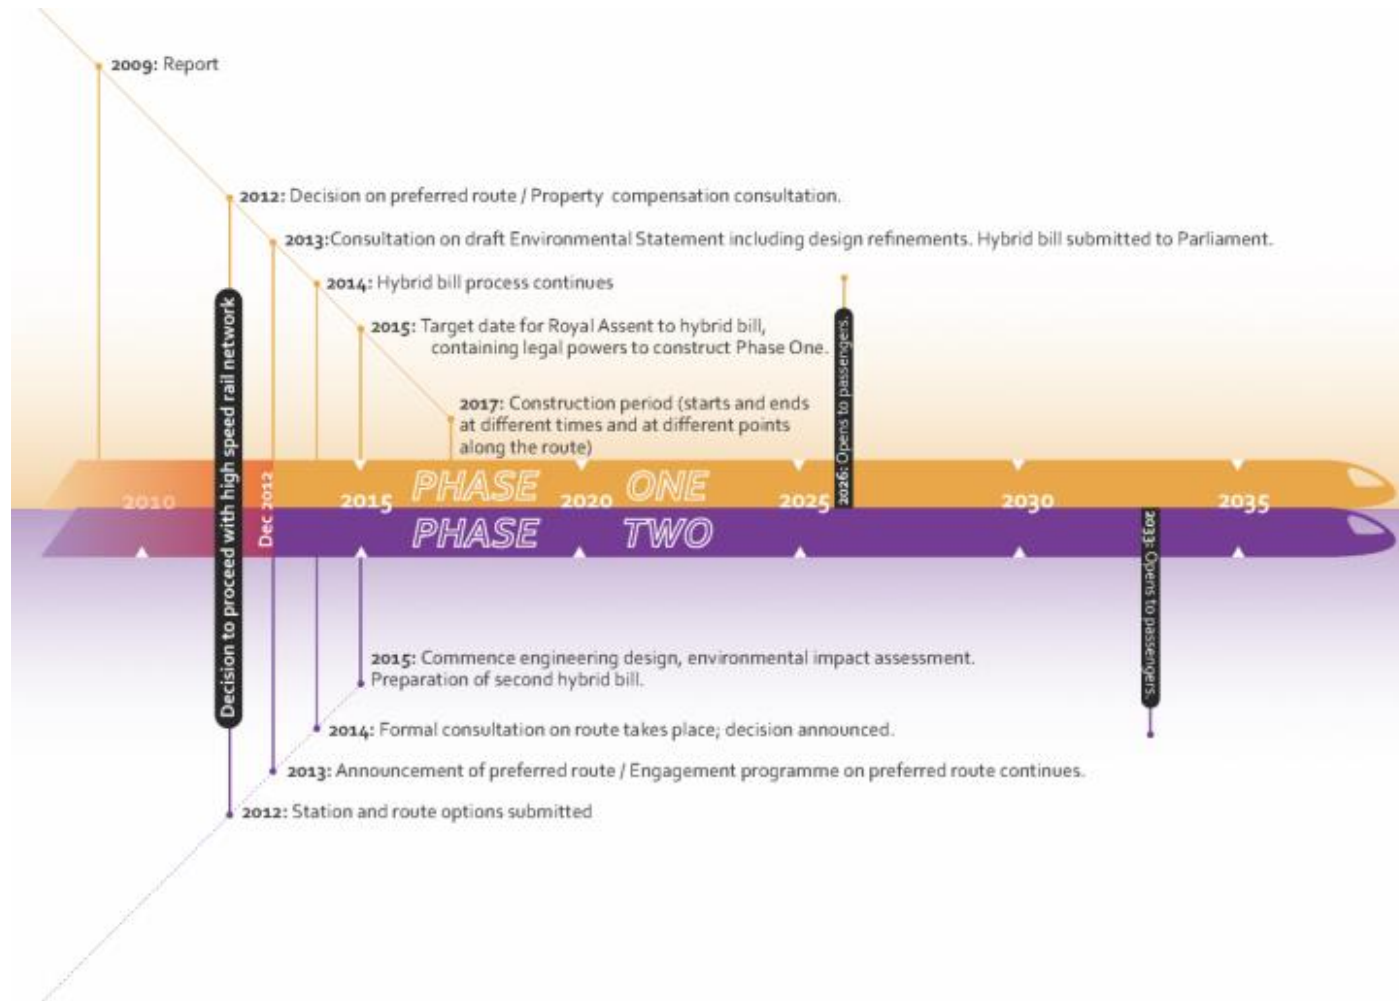 2009: Report
2012: Decision on preferred route / Property compensation consultation.
2013:Consultation on draft Environmental Statement including design refinements. Hybrid bill submitted to Parliament.
2014: Hybrid bill process continues
2015: Target date for Royal Assent to hybrid bill,
containing legal powers to construct Phase One.
2017: Construction period (starts and ends
at different times and at different points
along the route)
Decision to proceed with high speed rail network
Dec 2012
2026: Opens to passengers.
PHASE ONE
2010 2015 2020 2025 2030 2035
PHASE TWO
2033: Opens to passengers.
2015: Commence engineering design, environmental impact assessment.
Preparation of second hybrid bill.
2014: Formal consultation on route takes place; decision announced.
2013: Announcement of preferred route / Engagement programme on preferred route continues.
2012: Station and route options submitted